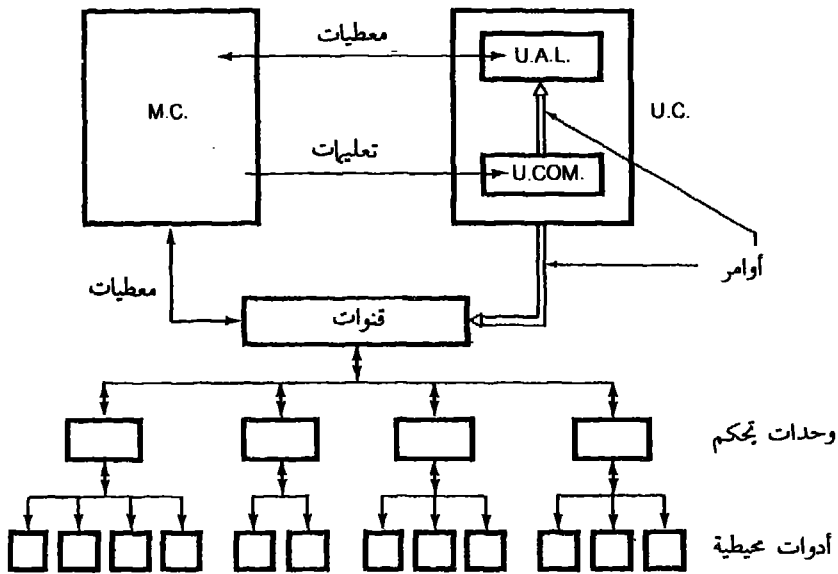 معطيات
U.A.L.
M.C.
U.C.
تعليمات
U.COM.
أوامر
معطيات
قنوات
وحدات تحكم
أدوات محيطية